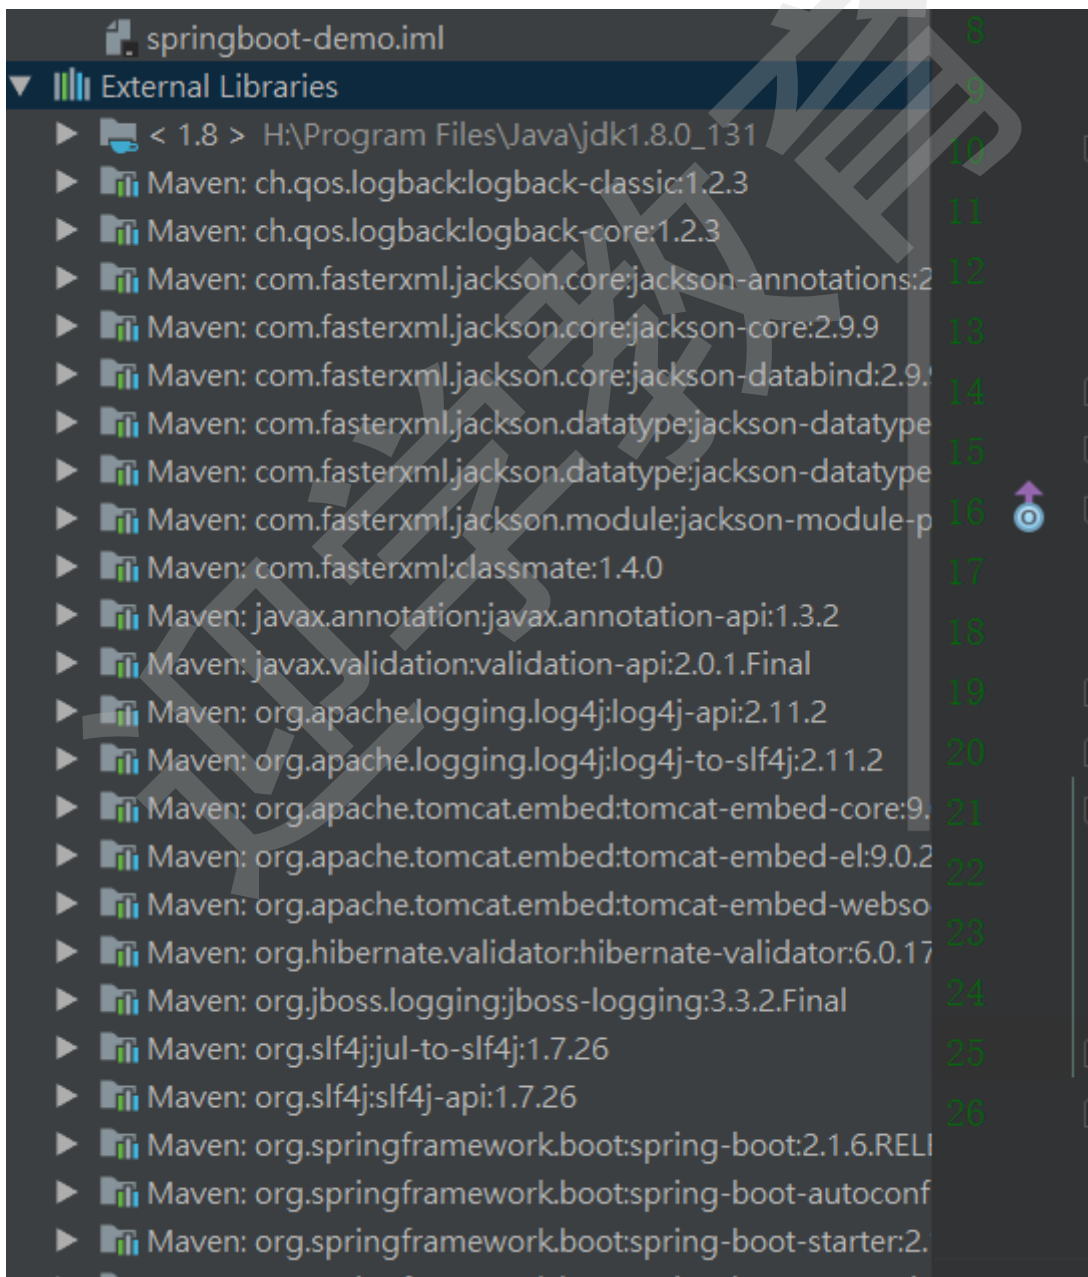 springboot-demo.iml
External Libraries
< 1.8 > H:\Program Files\Java\jdk1.8.0_131
Maven: ch.qos.logback:logback-classic:1.2.3
Maven: ch.qos.logback:logback-core:1.2.3
Maven: com.fasterxml.jackson.core:jackson-annotations:2
Maven: com.fasterxml.jackson.core:jackson-core:2.9.9
Maven: com.fasterxml.jackson.core:jackson-databind:2.9.9
Maven: com.fasterxml.jackson.datatype:jackson-datatype
Maven: com.fasterxml.jackson.datatype:jackson-datatype
Maven: com.fasterxml.jackson.module:jackson-module-p
Maven: com.fasterxml:classmate:1.4.0
Maven: javax.annotation:javax.annotation-api:1.3.2
Maven: javax.validation:validation-api:2.0.1.Final
Maven: org.apache.logging.log4j:log4j-api:2.11.2
Maven: org.apache.logging.log4j:log4j-to-slf4j:2.11.2
Maven: org.apache.tomcat.embed:tomcat-embed-core:9.
Maven: org.apache.tomcat.embed:tomcat-embed-el:9.0.2
Maven: org.apache.tomcat.embed:tomcat-embed-webso
Maven: org.hibernate.validator:hibernate-validator:6.0.17
Maven: org.jboss.logging:jboss-logging:3.3.2.Final
Maven: org.slf4j:jul-to-slf4j:1.7.26
Maven: org.slf4j:slf4j-api:1.7.26
Maven: org.springframework.boot:spring-boot:2.1.6.RELE
Maven: org.springframework.boot:spring-boot-autoconf
Maven: org.springframework.boot:spring-boot-starter:2.
8
9
10
11
12
13
14
15
16
17
18
19
20
21
22
23
24
25
26
迎学教育